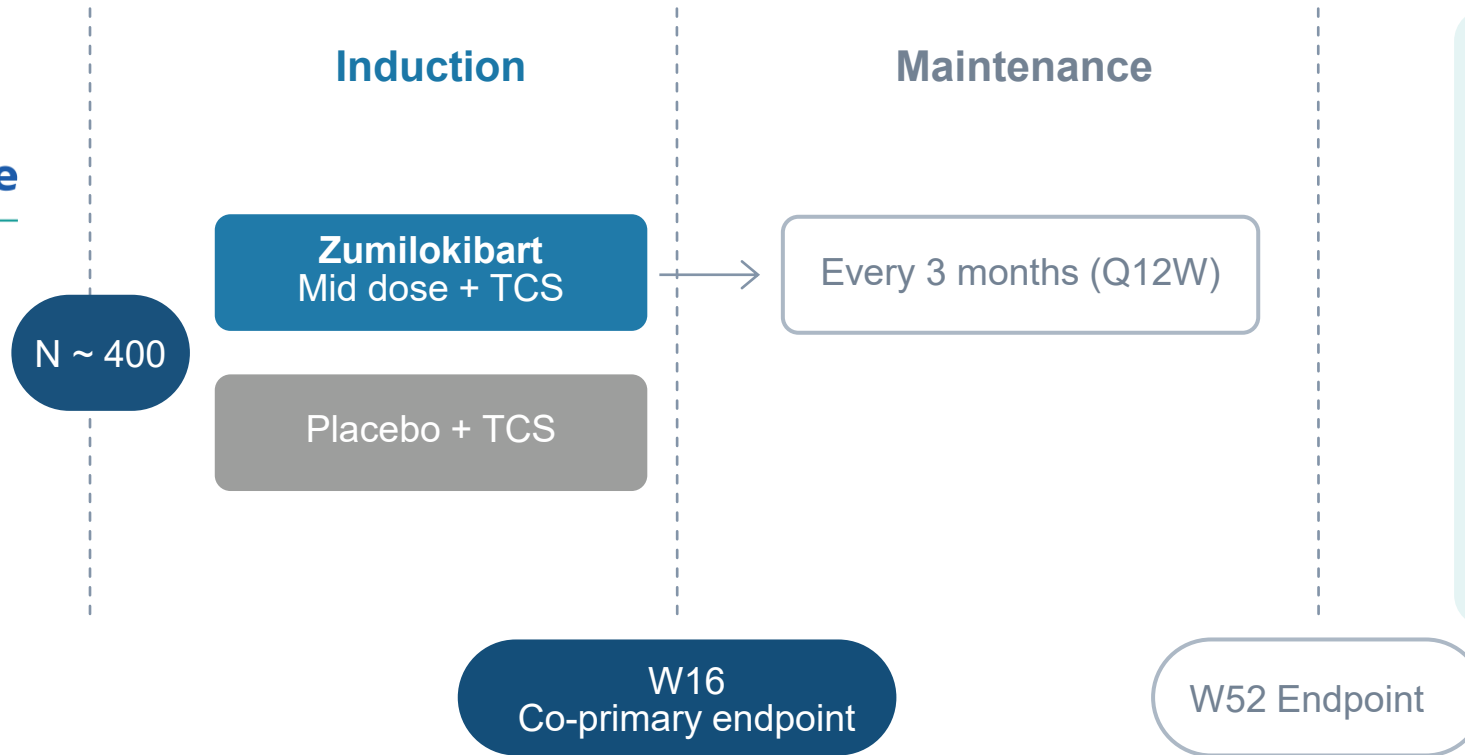 Induction
Maintenance
e
Zumilokibart
Mid dose + TCS
Every 3 months (Q12W)
N ~ 400
Placebo + TCS
W16
Co-primary endpoint
W52 Endpoint